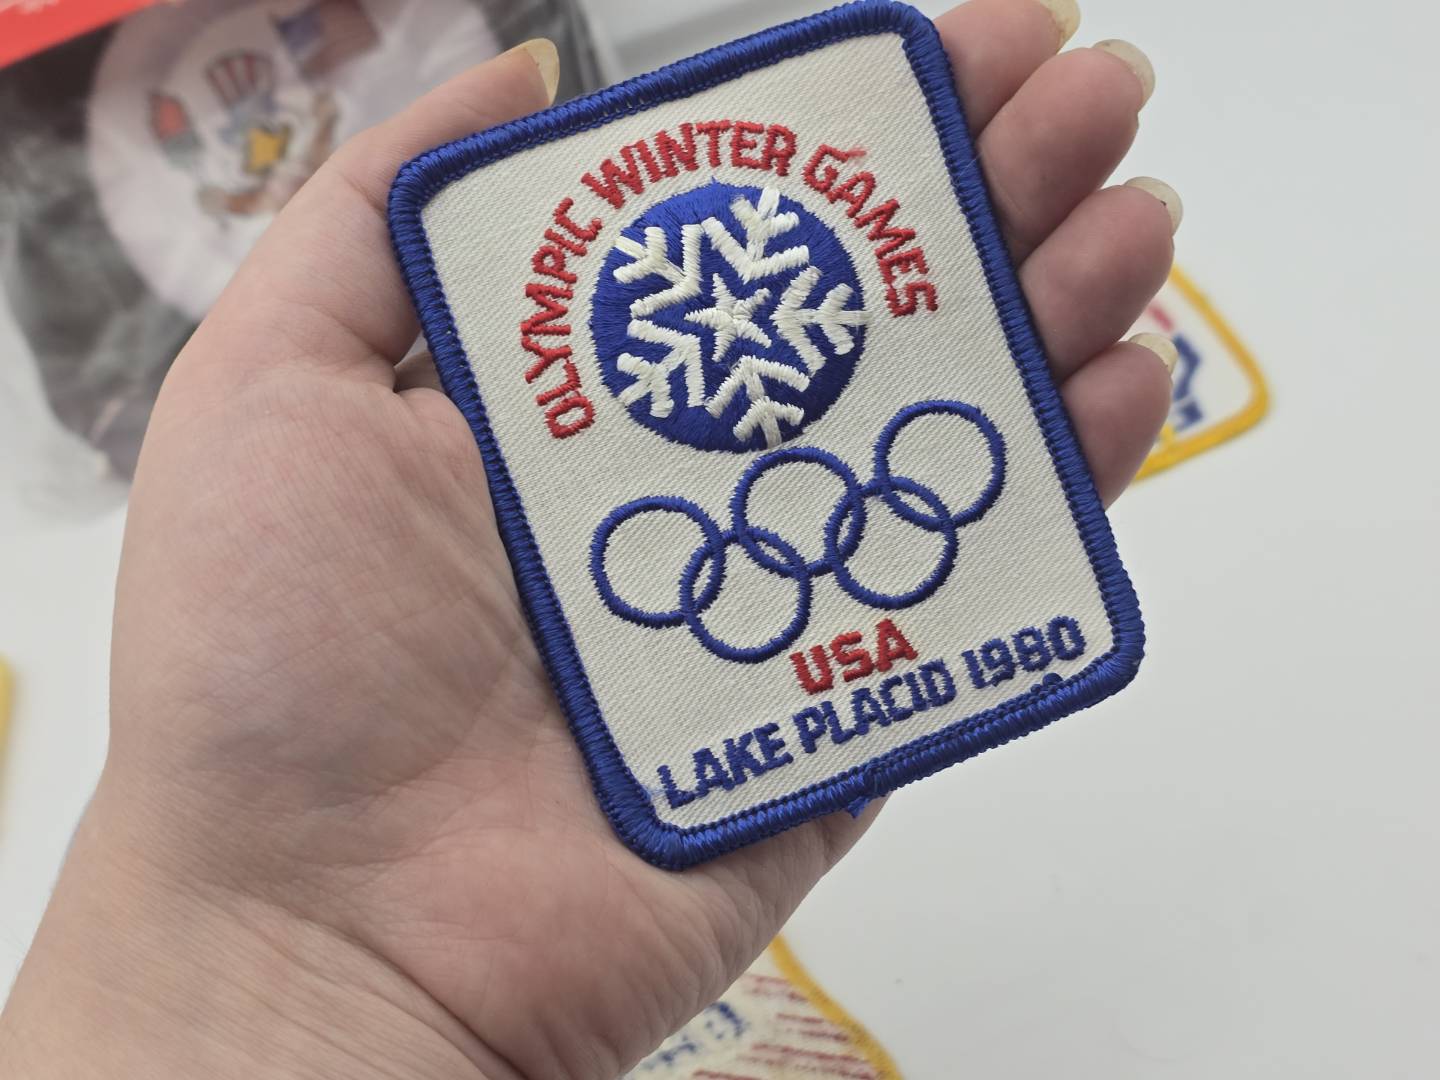 OLYMPIC WINTER GAMES
USA
LAKE PLACID 1980